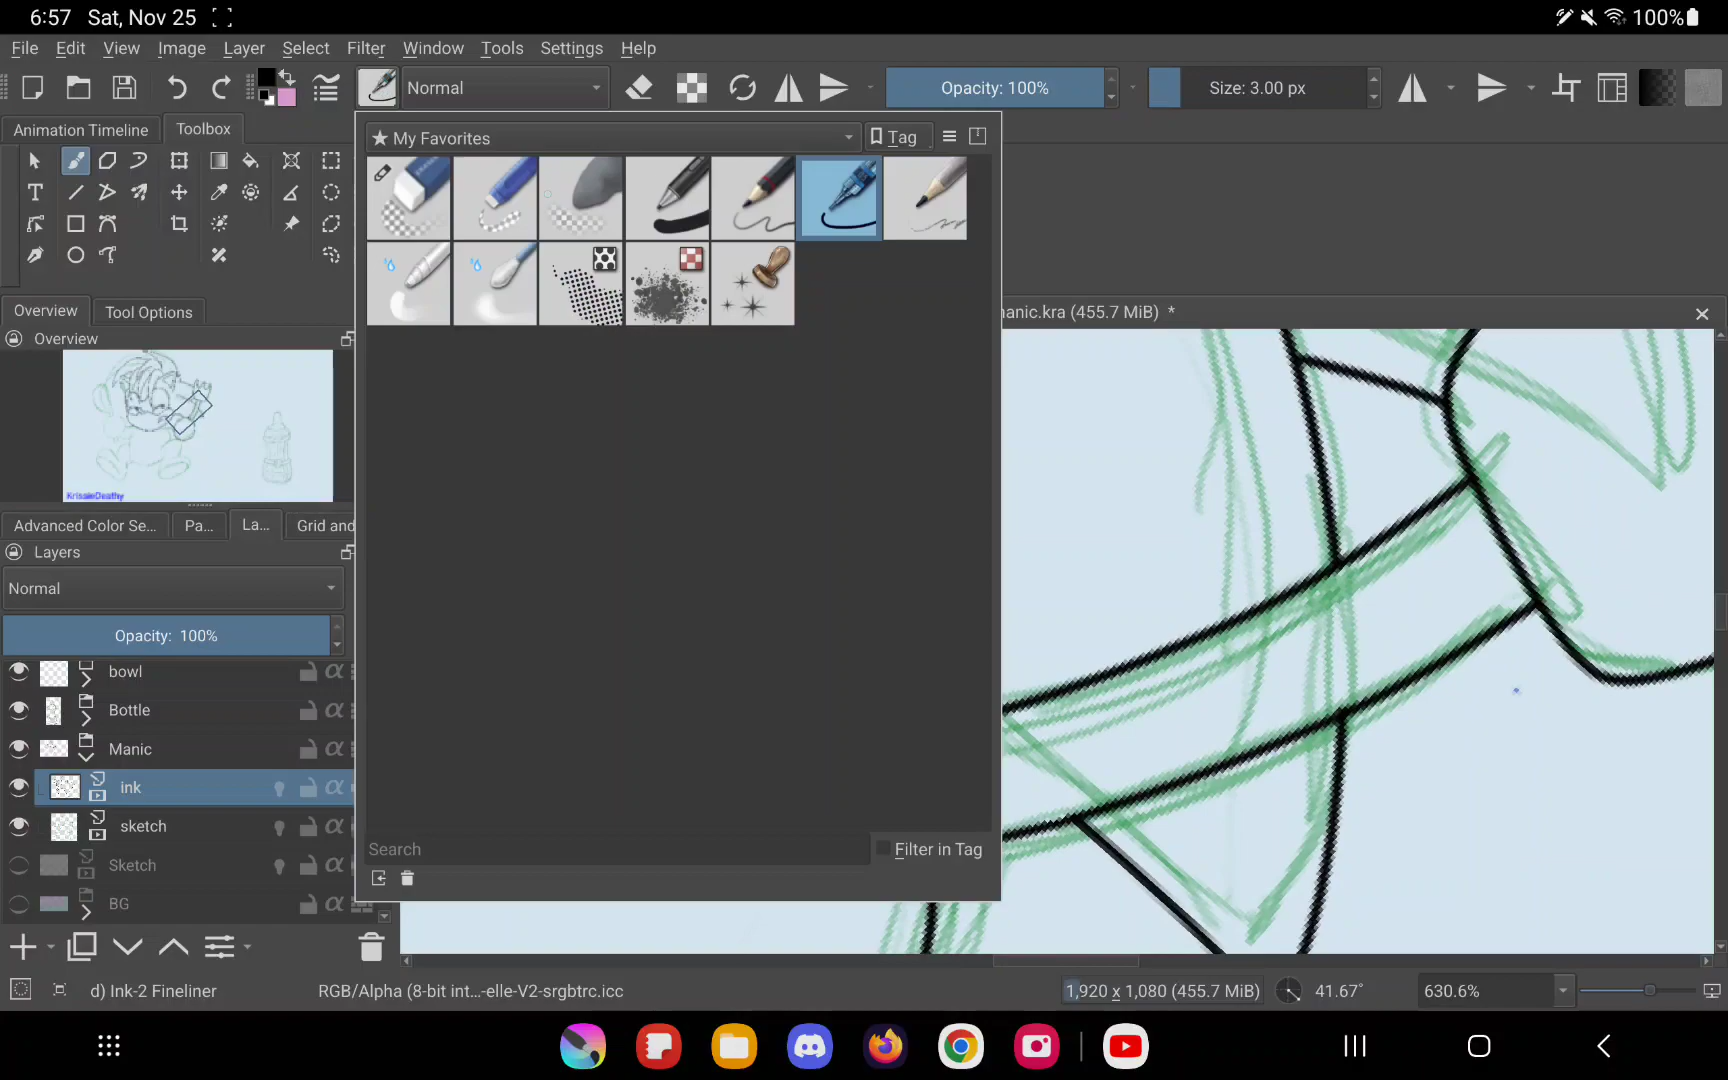 6:57 Sat, Nov 25 100%
File Edit View Image Layer Select Filter Window Tools Settings Help
Normal Opacity: 100% Size: 3.00 px
Animation Timeline Toolbox
My Favorites Tag
Overview Tool Options
Overview
anic.kra (455.7 MiB) *
KrissieDeathy
Advanced Color Se... Pa... La... Grid and
Layers
Normal
Opacity: 100%
bowl
Bottle
Manic
ink
sketch
Sketch
BG
Search Filter in Tag
d) Ink-2 Fineliner RGB/Alpha (8-bit int...-elle-V2-srgbtrc.icc 1,920 x 1,080 (455.7 MiB) 41.67° 630.6%